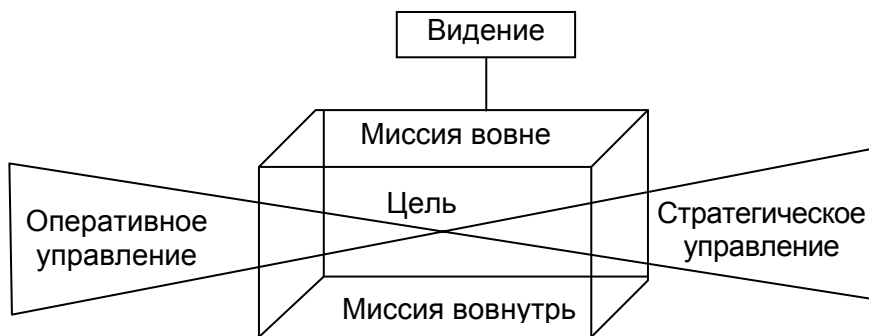 Видение
Миссия вовне
Цель
Оперативное
управление
Стратегическое
управление
Миссия вовнутрь